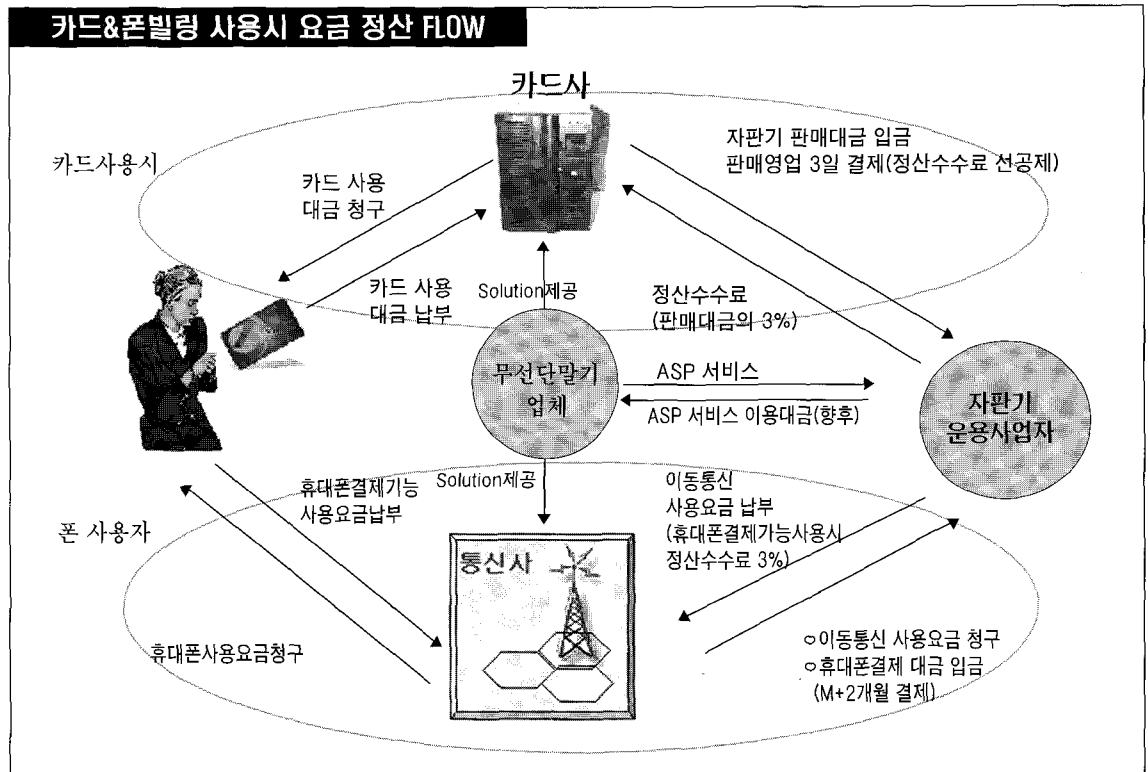 카드&폰빌링 사용시 요금 정산 FLOW
카드사
카드사용시
자판기 판매대금 입금
판매영업 3일 결제(정산수수료 선공제)
카드 사용
대금 청구
카드 사용
대금 납부
Solution제공
정산수수료
(판매대금의 3%)
무선단말기
업체
ASP 서비스
ASP 서비스 이용대금(향후)
자판기
운용사업자
폰 사용자
휴대폰결제기능
사용요금납부
Solution제공
이동통신
사용요금 납부
(휴대폰결제가능사용시
정산수수료 3%)
통신사
휴대폰사용요금청구
○이동통신 사용요금 청구
○휴대폰결제 대금 입금
(M+2개월 결제)